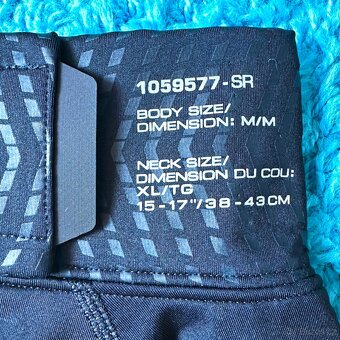 1059577-SR
BODY SIZE/
DIMENSION: M/M
NECK SIZE/
DIMENSION DU COU:
XL/TG
15-17"/38-43CM